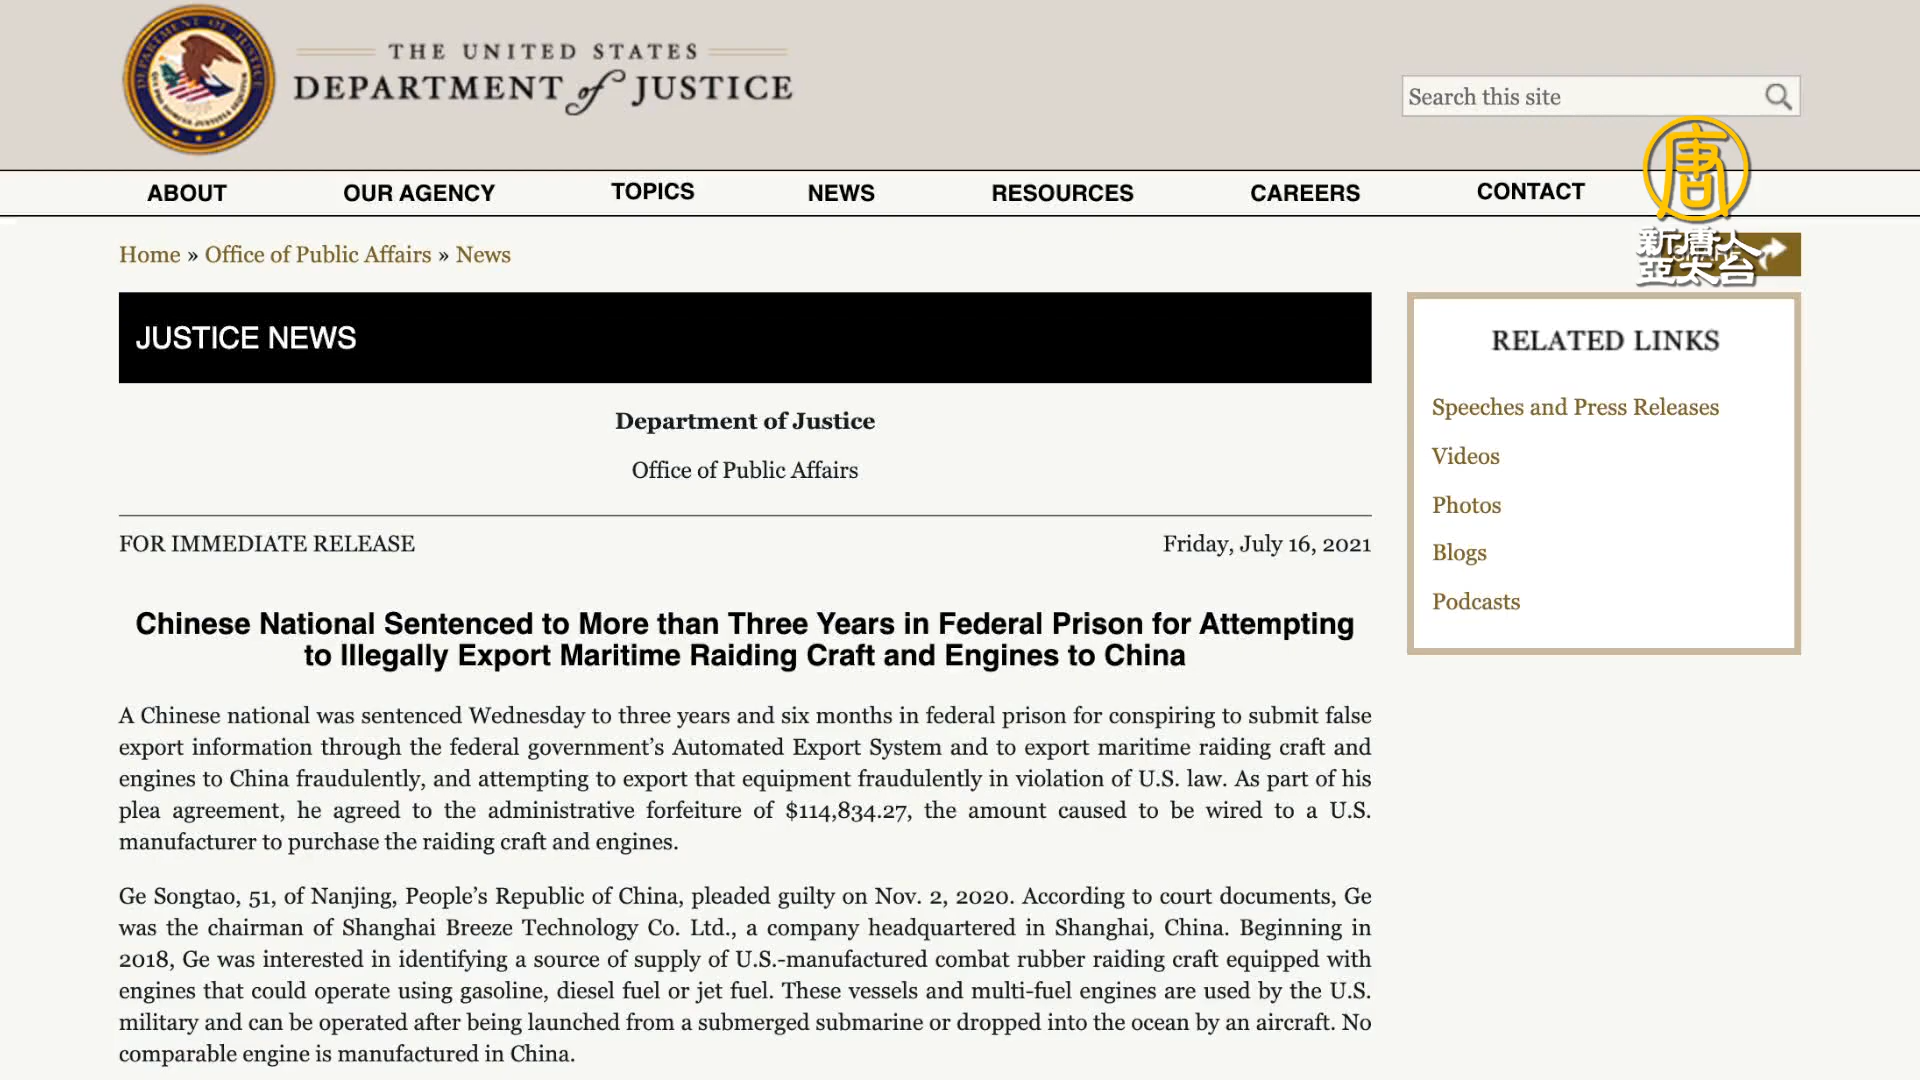 THE UNITED STATES
DEPARTMENT of JUSTICE
Search this site
唐
ABOUT OUR AGENCY TOPICS NEWS RESOURCES CAREERS CONTACT
新唐人
亞太台
Home » Office of Public Affairs » News
JUSTICE NEWS
Department of Justice
Office of Public Affairs
FOR IMMEDIATE RELEASE Friday, July 16, 2021
Chinese National Sentenced to More than Three Years in Federal Prison for Attempting
to Illegally Export Maritime Raiding Craft and Engines to China
A Chinese national was sentenced Wednesday to three years and six months in federal prison for conspiring to submit false
export information through the federal government’s Automated Export System and to export maritime raiding craft and
engines to China fraudulently, and attempting to export that equipment fraudulently in violation of U.S. law. As part of his
plea agreement, he agreed to the administrative forfeiture of $114,834.27, the amount caused to be wired to a U.S.
manufacturer to purchase the raiding craft and engines.
Ge Songtao, 51, of Nanjing, People’s Republic of China, pleaded guilty on Nov. 2, 2020. According to court documents, Ge
was the chairman of Shanghai Breeze Technology Co. Ltd., a company headquartered in Shanghai, China. Beginning in
2018, Ge was interested in identifying a source of supply of U.S.-manufactured combat rubber raiding craft equipped with
engines that could operate using gasoline, diesel fuel or jet fuel. These vessels and multi-fuel engines are used by the U.S.
military and can be operated after being launched from a submerged submarine or dropped into the ocean by an aircraft. No
comparable engine is manufactured in China.
RELATED LINKS
Speeches and Press Releases
Videos
Photos
Blogs
Podcasts